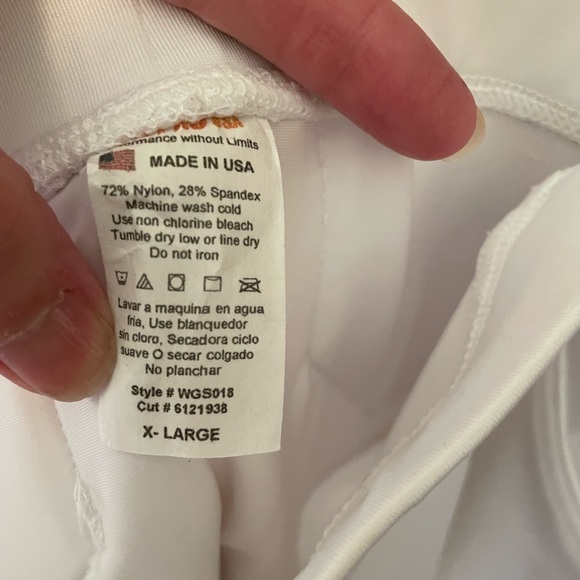 without Limits
MADE IN USA
72% Nylon, 28% Spandex
Machine wash cold
Use non chlorine bleach
Tumble dry low or line dry
Do not iron
Lavar a maquina en agua
fria, Use blanquedor
sin cloro, Secadora ciclo
suave O secar colgado
No planchar
Style # WGS018
Cut # 6121938
X- LARGE